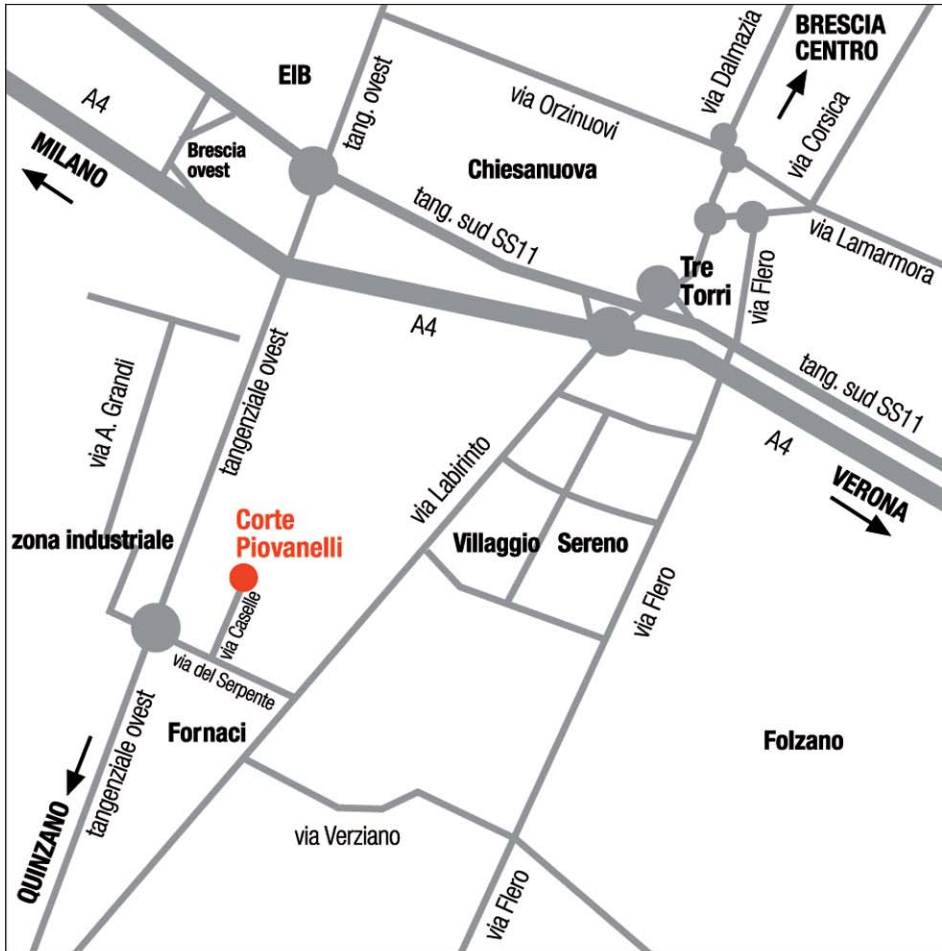 BRESCIA
CENTRO
EIB
A4
tang. ovest
via Dalmazia
via Orzinuovi
via Corsica
MILANO
Brescia
ovest
Chiesanuova
tang. sud SS11
via Lamarmora
Tre
Torri
via Flero
A4
via A. Grandi
tangenziale ovest
tang. sud SS11
A4
via Labirinto
VERONA
Corte
Piovanelli
zona industriale
Villaggio Sereno
via Flero
via Caselle
via del Serpente
Fornaci
Folzano
tangenziale ovest
QUINZANO
via Verziano
via Flero